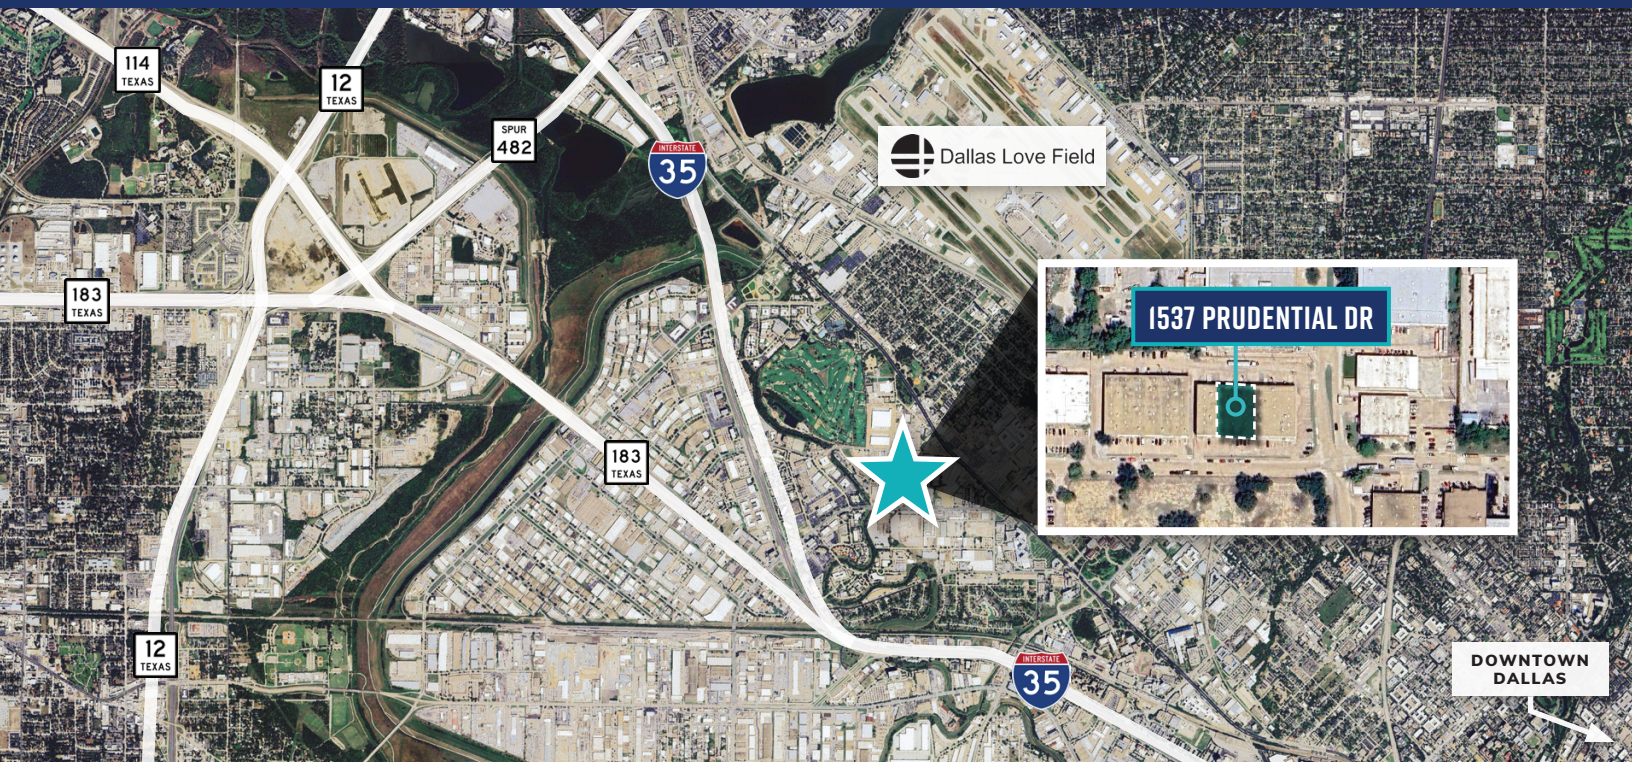 114
TEXAS
12
TEXAS
SPUR
482
INTERSTATE
35
Dallas Love Field
183
TEXAS
1537 PRUDENTIAL DR
183
TEXAS
12
TEXAS
INTERSTATE
35
DOWNTOWN
DALLAS